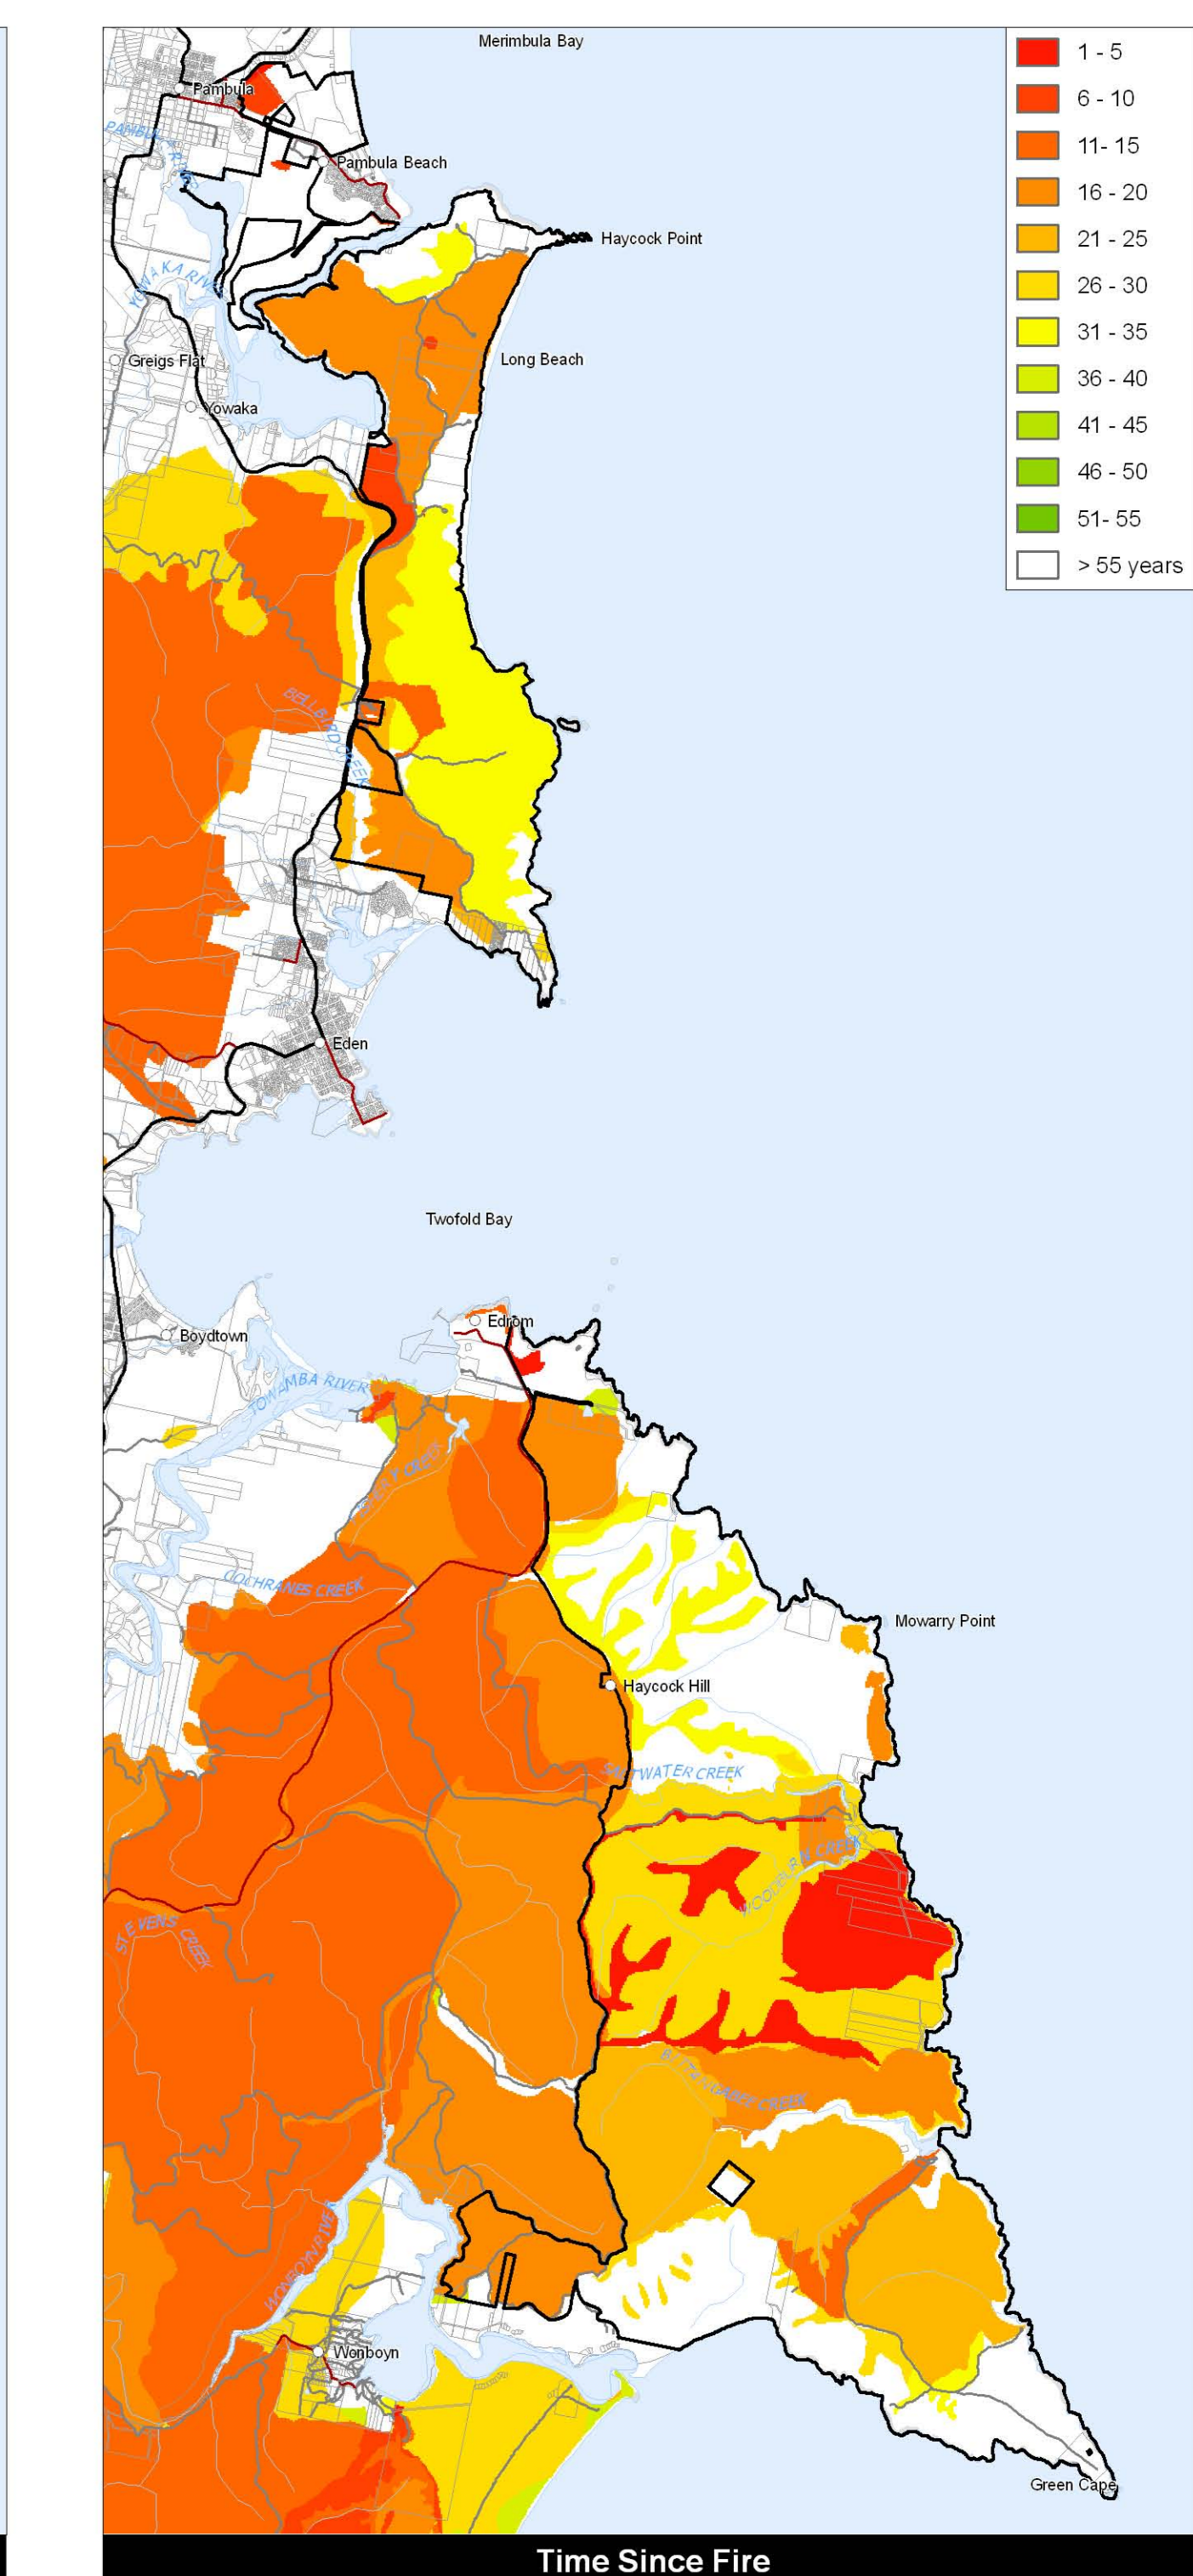 Merimbula Bay
1 - 5
6 - 10
11- 15
16 - 20
21 - 25
26 - 30
31 - 35
36 - 40
41 - 45
46 - 50
51- 55
> 55 years
Pambula
Pambula Beach
Haycock Point
YOWAKA RIVER
Greigs Flat
Long Beach
Yowaka
BELLBIRD CREEK
Eden
Twofold Bay
Edrom
Boydtown
TOWAMBA RIVER
COCHRANES CREEK
Mowarry Point
Haycock Hill
SALTWATER CREEK
WOODBURN CREEK
STEVENS CREEK
CREEK
WONBOYN RIVER
Wonboyn
Green Cape
Time Since Fire